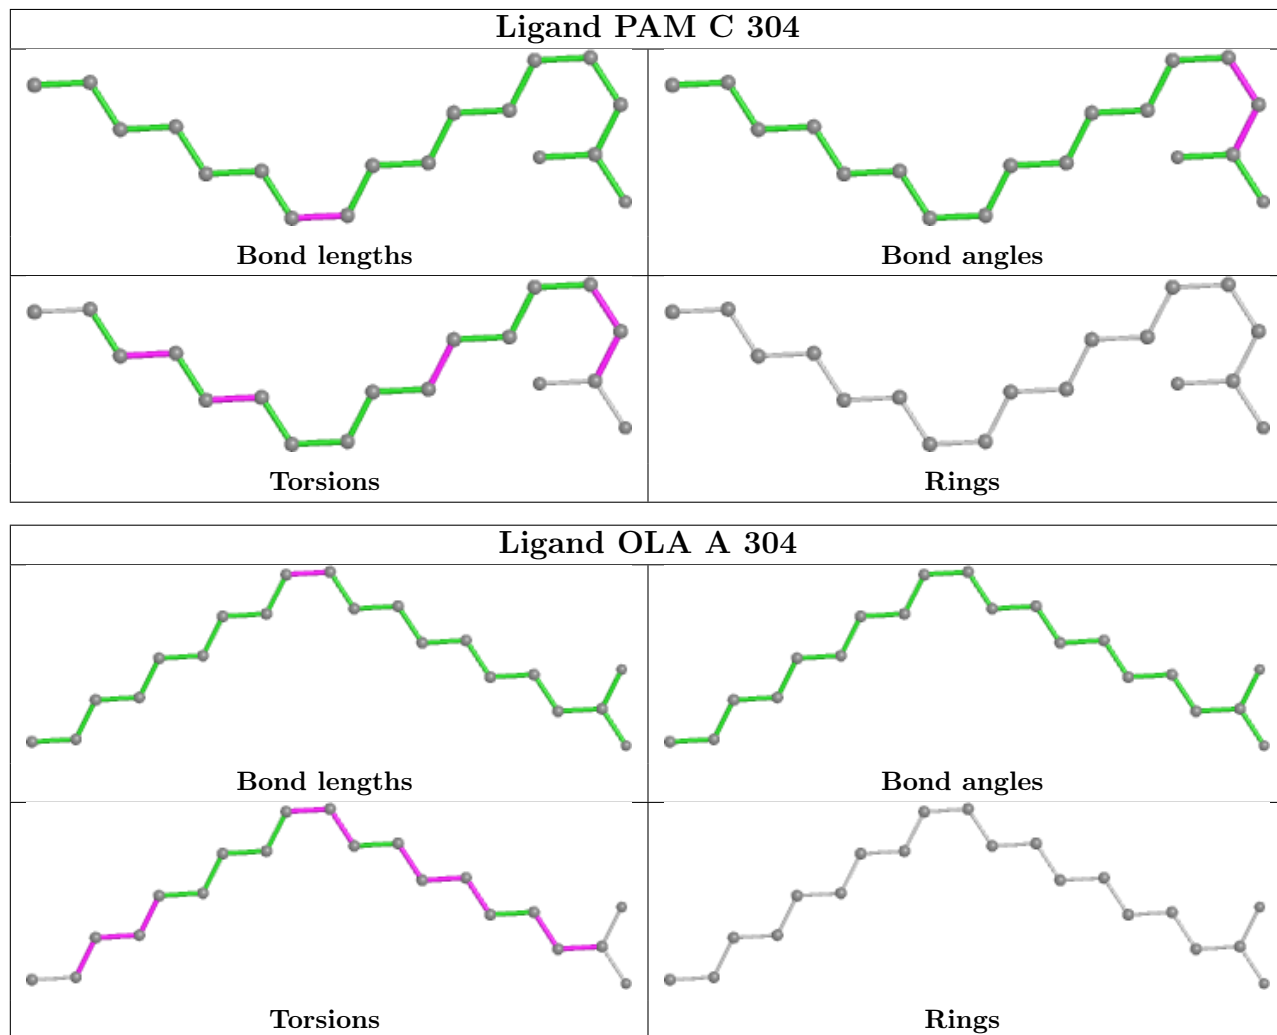 Ligand PAM C 304
Bond lengths
Bond angles
Torsions
Rings
Ligand OLA A 304
Bond lengths
Bond angles
Torsions
Rings